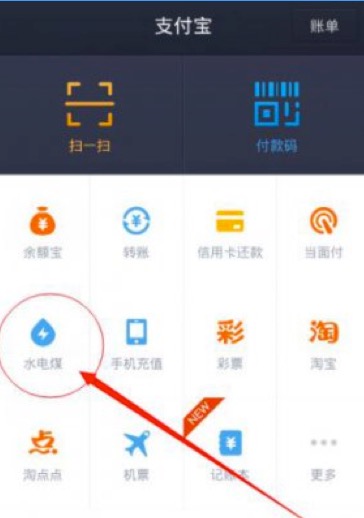 支付宝
账单
扫一扫
付款码
余额宝
转账
信用卡还款
当面付
水电煤
彩
淘
手机充值
彩票
淘宝
NEW
点
淘点点
机票
记账本
更多